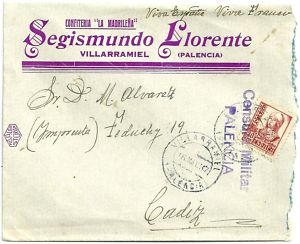 CONFITERIA "LA MADRILEÑA"
Viva España Viva Franco
Segismundo Llorente
VILLARRAMIEL (PALENCIA)
Sr. D. M. Alvarez
(Imprenta) Feduchy 19
VILLARRAMIEL
PALENCIA
Censura Militar
PALENCIA
Cadiz